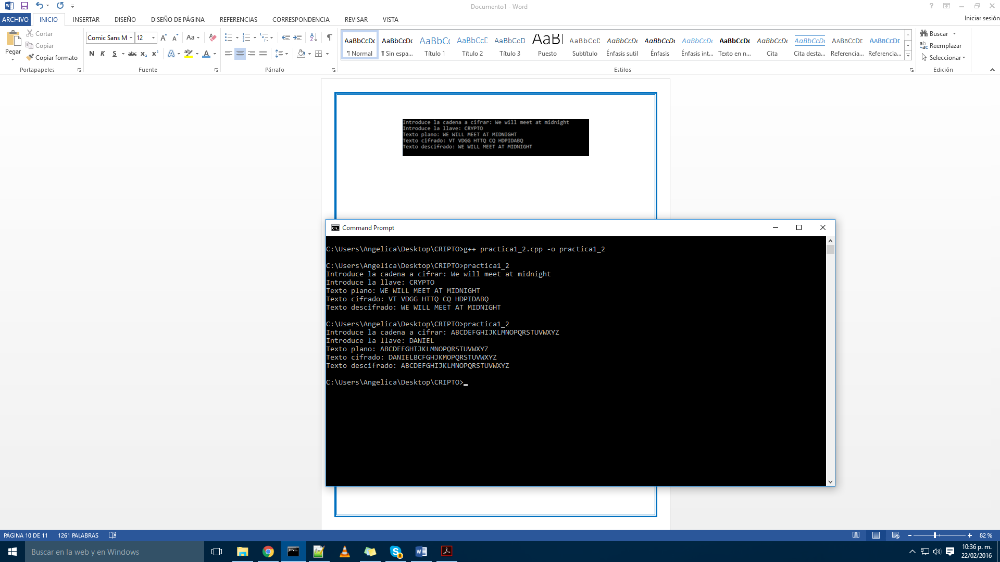 Documento1 - Word
ARCHIVO INICIO INSERTAR DISEÑO DISEÑO DE PÁGINA REFERENCIAS CORRESPONDENCIA REVISAR VISTA Iniciar sesión
Pegar
Cortar
Copiar
Copiar formato
Portapapeles
Comic Sans M 12
N K S abc x₂ x²
Fuente
Párrafo
AaBbCcDc AaBbCcDc AaBbCc AaBbCcD AaBbCcD AaBl AaBbCcD AaBbCcDc AaBbCcDc AaBbCcDc AaBbCcDc AaBbCcDc AaBbCcDc AABBCCDD AABBCCDD
¶ Normal ¶ Sin espa... Título 1 Título 2 Título 3 Puesto Subtítulo Énfasis sutil Énfasis Énfasis int... Texto en n... Cita Cita desta... Referencia... Referencia...
Estilos
Buscar
Reemplazar
Seleccionar
Edición
Introduce la cadena a cifrar: We will meet at midnight
Introduce la llave: CRYPTO
Texto plano: WE WILL MEET AT MIDNIGHT
Texto cifrado: VT VDGG HTTQ CQ HDPIDABQ
Texto descifrado: WE WILL MEET AT MIDNIGHT
Command Prompt
C:\Users\Angelica\Desktop\CRIPTO>g++ practica1_2.cpp -o practica1_2
C:\Users\Angelica\Desktop\CRIPTO>practica1_2
Introduce la cadena a cifrar: We will meet at midnight
Introduce la llave: CRYPTO
Texto plano: WE WILL MEET AT MIDNIGHT
Texto cifrado: VT VDGG HTTQ CQ HDPIDABQ
Texto descifrado: WE WILL MEET AT MIDNIGHT
C:\Users\Angelica\Desktop\CRIPTO>practica1_2
Introduce la cadena a cifrar: ABCDEFGHIJKLMNOPQRSTUVWXYZ
Introduce la llave: DANIEL
Texto plano: ABCDEFGHIJKLMNOPQRSTUVWXYZ
Texto cifrado: DANIELBCFGHJKMOPQRSTUVWXYZ
Texto descifrado: ABCDEFGHIJKLMNOPQRSTUVWXYZ
C:\Users\Angelica\Desktop\CRIPTO>
PÁGINA 10 DE 11 1261 PALABRAS 82 %
Buscar en la web y en Windows
10:36 p. m.
22/02/2016